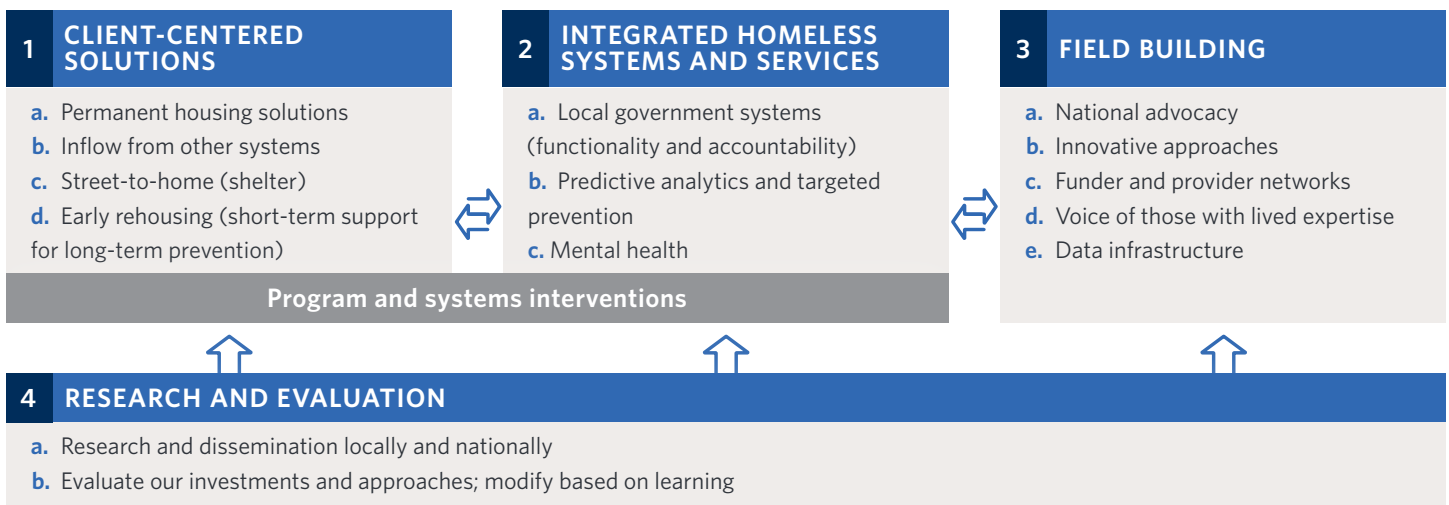 1 CLIENT-CENTERED
SOLUTIONS
a. Permanent housing solutions
b. Inflow from other systems
c. Street-to-home (shelter)
d. Early rehousing (short-term support
for long-term prevention)
2 INTEGRATED HOMELESS
SYSTEMS AND SERVICES
a. Local government systems
(functionality and accountability)
b. Predictive analytics and targeted
prevention
c. Mental health
Program and systems interventions
3 FIELD BUILDING
a. National advocacy
b. Innovative approaches
c. Funder and provider networks
d. Voice of those with lived expertise
e. Data infrastructure
4 RESEARCH AND EVALUATION
a. Research and dissemination locally and nationally
b. Evaluate our investments and approaches; modify based on learning